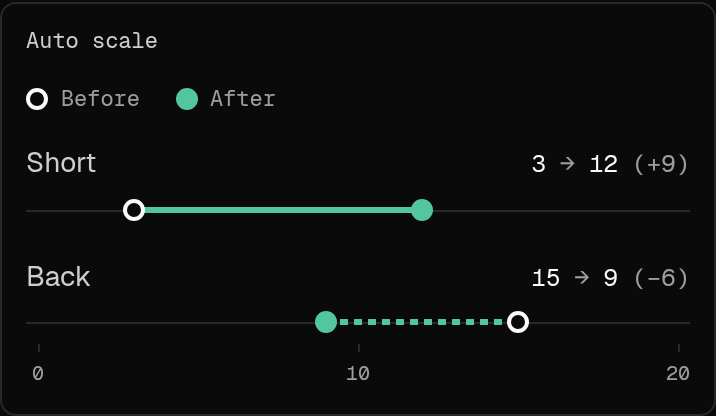 Auto scale
Before After
Short 3 → 12 (+9)
Back 15 → 9 (−6)
0 10 20